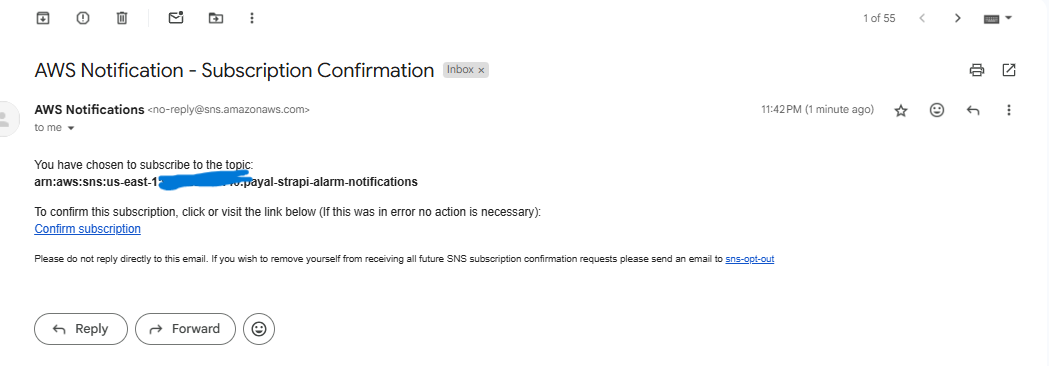 1 of 55
AWS Notification - Subscription Confirmation Inbox ×
AWS Notifications <no-reply@sns.amazonaws.com> 11:42 PM (1 minute ago)
to me
You have chosen to subscribe to the topic:
arn:aws:sns:us-east-1 payal-strapi-alarm-notifications
To confirm this subscription, click or visit the link below (If this was in error no action is necessary):
Confirm subscription
Please do not reply directly to this email. If you wish to remove yourself from receiving all future SNS subscription confirmation requests please send an email to sns-opt-out
Reply Forward